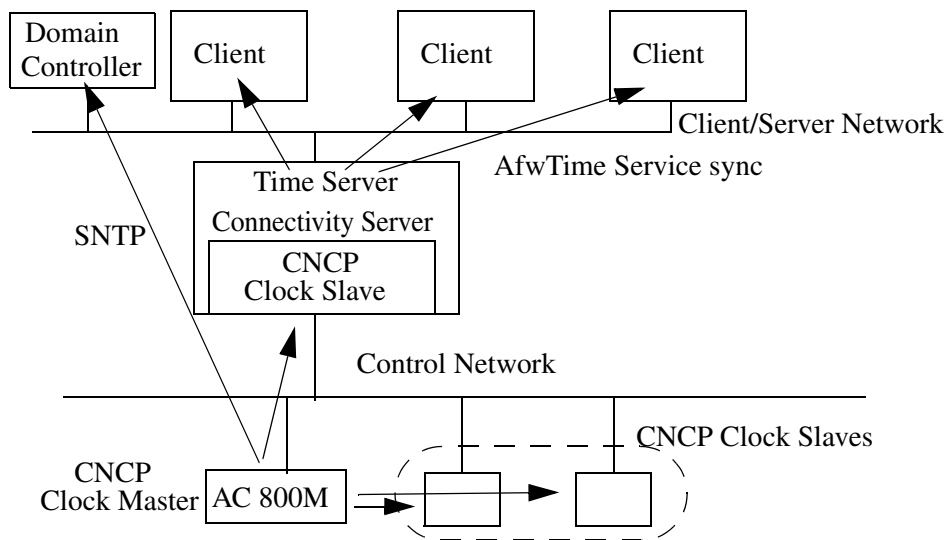 Domain
Controller
Client
Client
Client
Client/Server Network
AfwTime Service sync
Time Server
Connectivity Server
SNTP
CNCP
Clock Slave
Control Network
CNCP Clock Slaves
CNCP
Clock Master
AC 800M